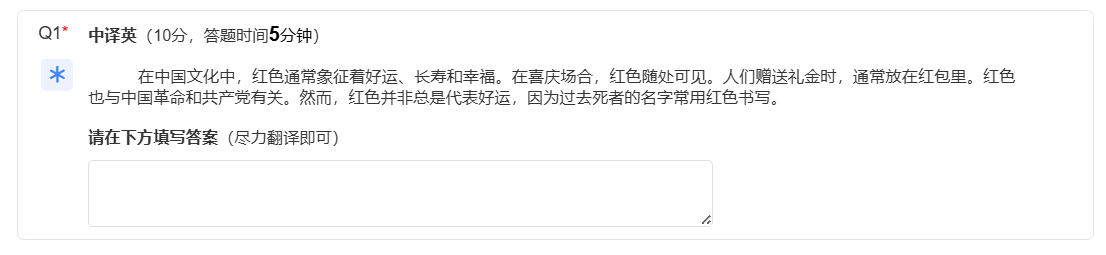 Q1* 中译英（10分，答题时间5分钟）
在中国文化中，红色通常象征着好运、长寿和幸福。在喜庆场合，红色随处可见。人们赠送礼金时，通常放在红包里。红色
也与中国革命和共产党有关。然而，红色并非总是代表好运，因为过去死者的名字常用红色书写。
请在下方填写答案（尽力翻译即可）